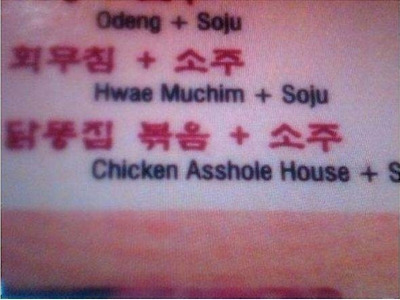 Odeng + Soju
회무침 + 소주
Hwae Muchim + Soju
닭똥집 볶음 + 소주
Chicken Asshole House + S